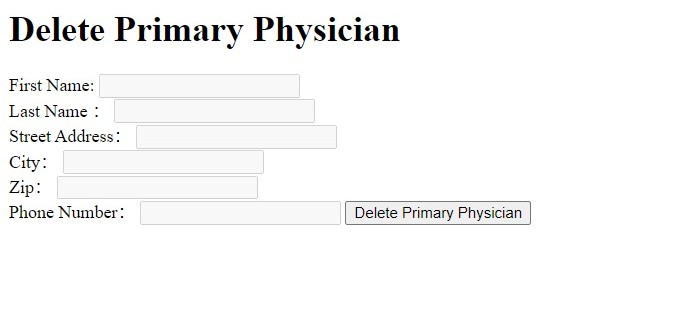 Delete Primary Physician
First Name:
Last Name：
Street Address：
City：
Zip：
Phone Number： Delete Primary Physician